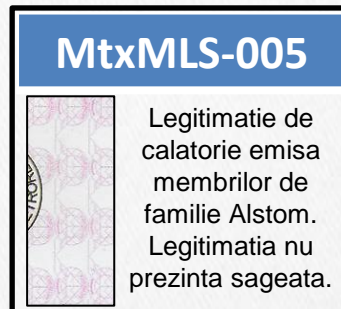 MtxMLS-005
Legitimatie de
calatorie emisa
membrilor de
familie Alstom.
Legitimatia nu
prezinta sageata.